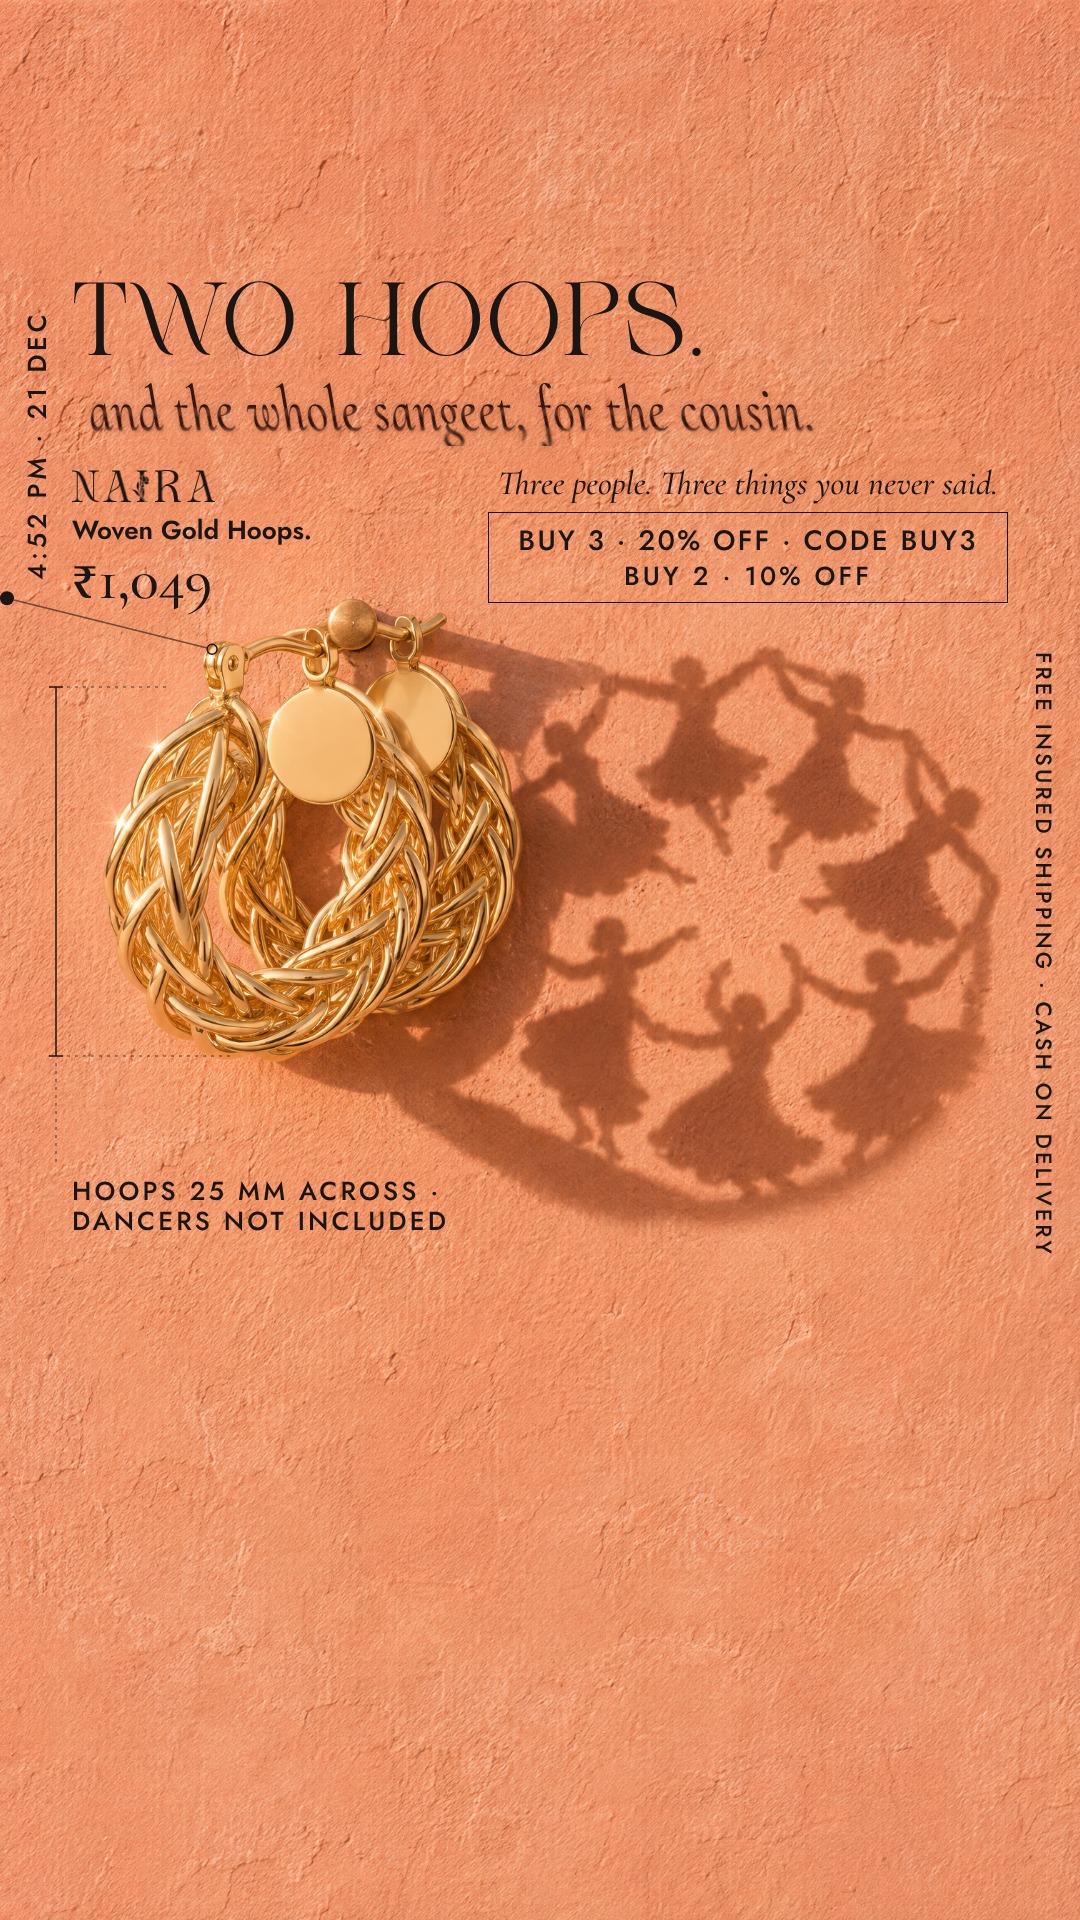 TWO HOOPS.
and the whole sangeet, for the cousin.
4:52 PM · 21 DEC
NAIRA
Woven Gold Hoops.
₹1,049
Three people. Three things you never said.
BUY 3 · 20% OFF · CODE BUY3
BUY 2 · 10% OFF
FREE INSURED SHIPPING · CASH ON DELIVERY
HOOPS 25 MM ACROSS ·
DANCERS NOT INCLUDED